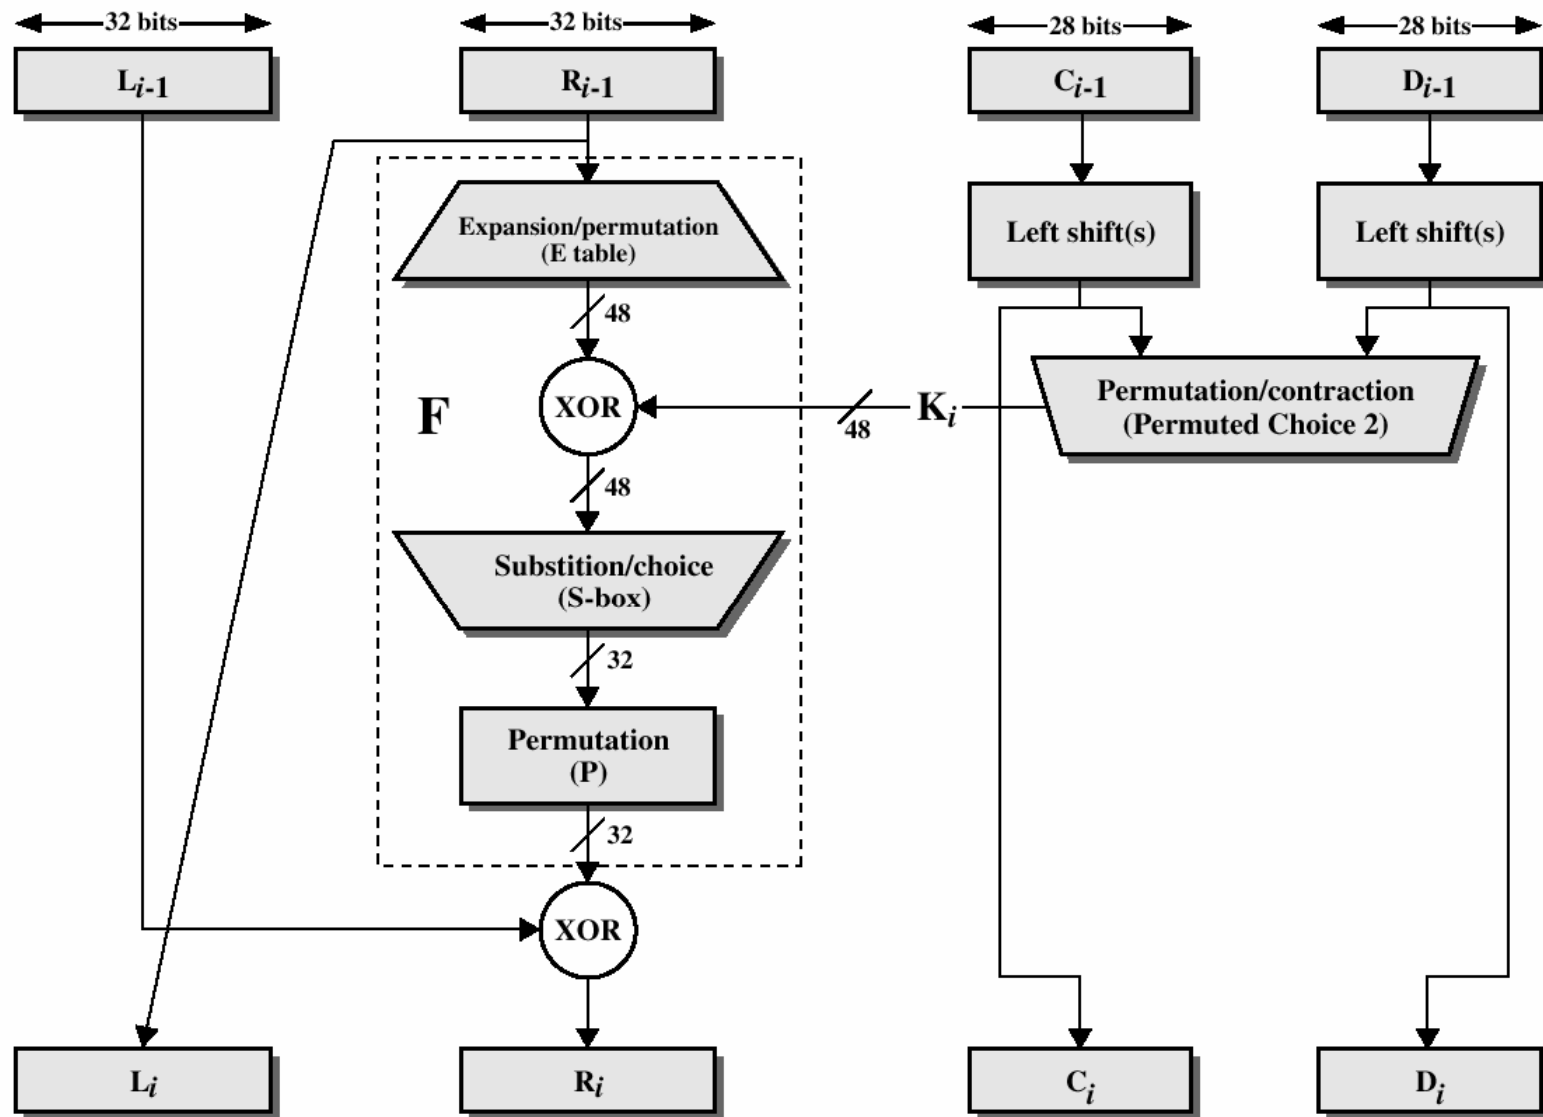 32 bits
32 bits
28 bits
28 bits
Li-1
Ri-1
Ci-1
Di-1
Expansion/permutation
(E table)
Left shift(s)
Left shift(s)
48
F
XOR
48
Ki
Permutation/contraction
(Permuted Choice 2)
48
Substition/choice
(S-box)
32
Permutation
(P)
32
XOR
Li
Ri
Ci
Di